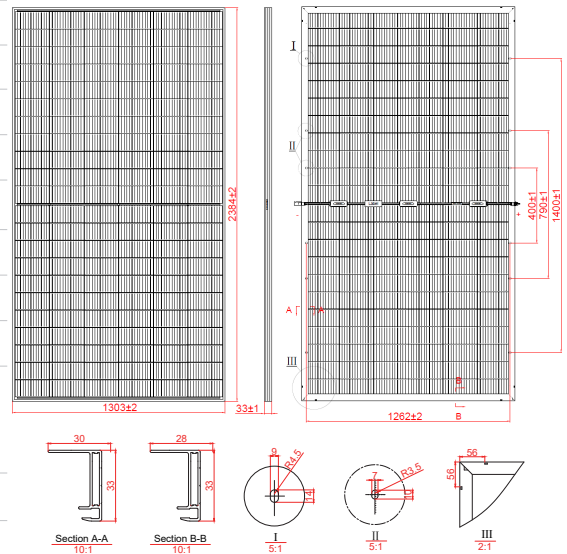 2384±2
1303±2
33±1
I
II
III
-
+
400±1
790±1
1400±1
A
A
B
B
1262±2
30
33
Section A-A
10:1
28
33
Section B-B
10:1
9
R4.5
14
I
5:1
7
R3.5
10
II
5:1
56
56
III
2:1